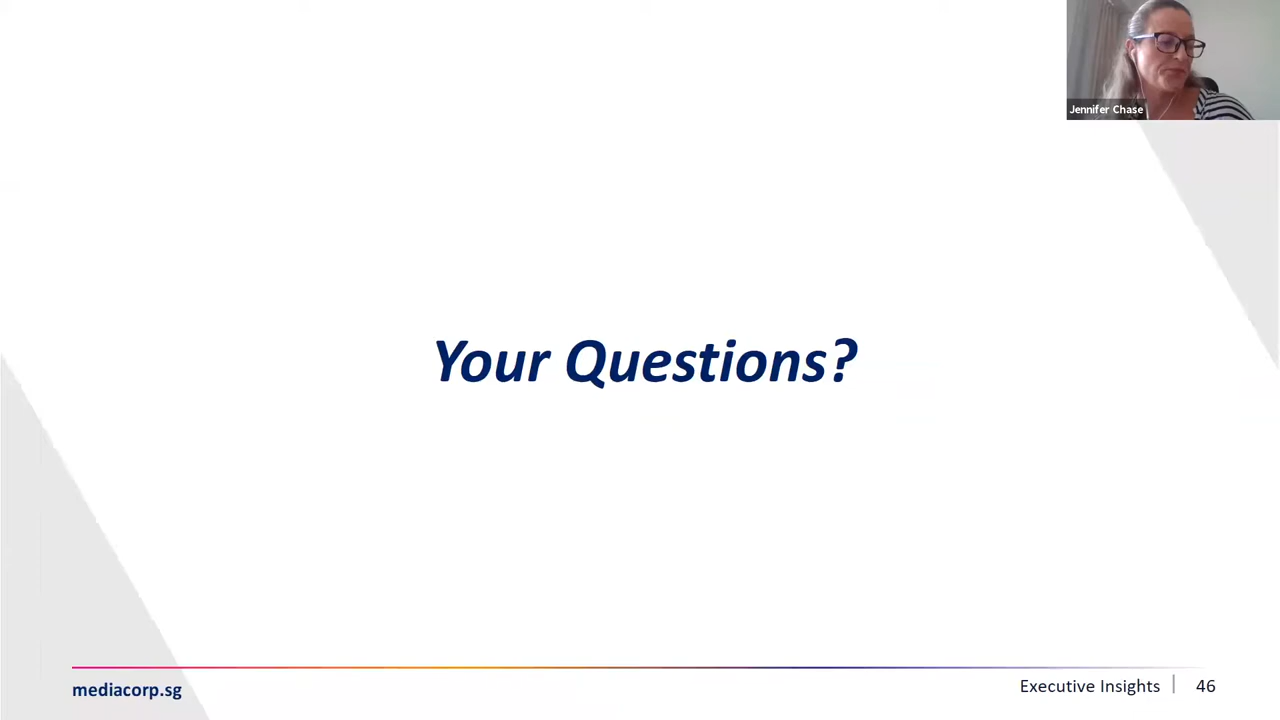 Jennifer Chase
Your Questions?
mediacorp.sg
Executive Insights | 46